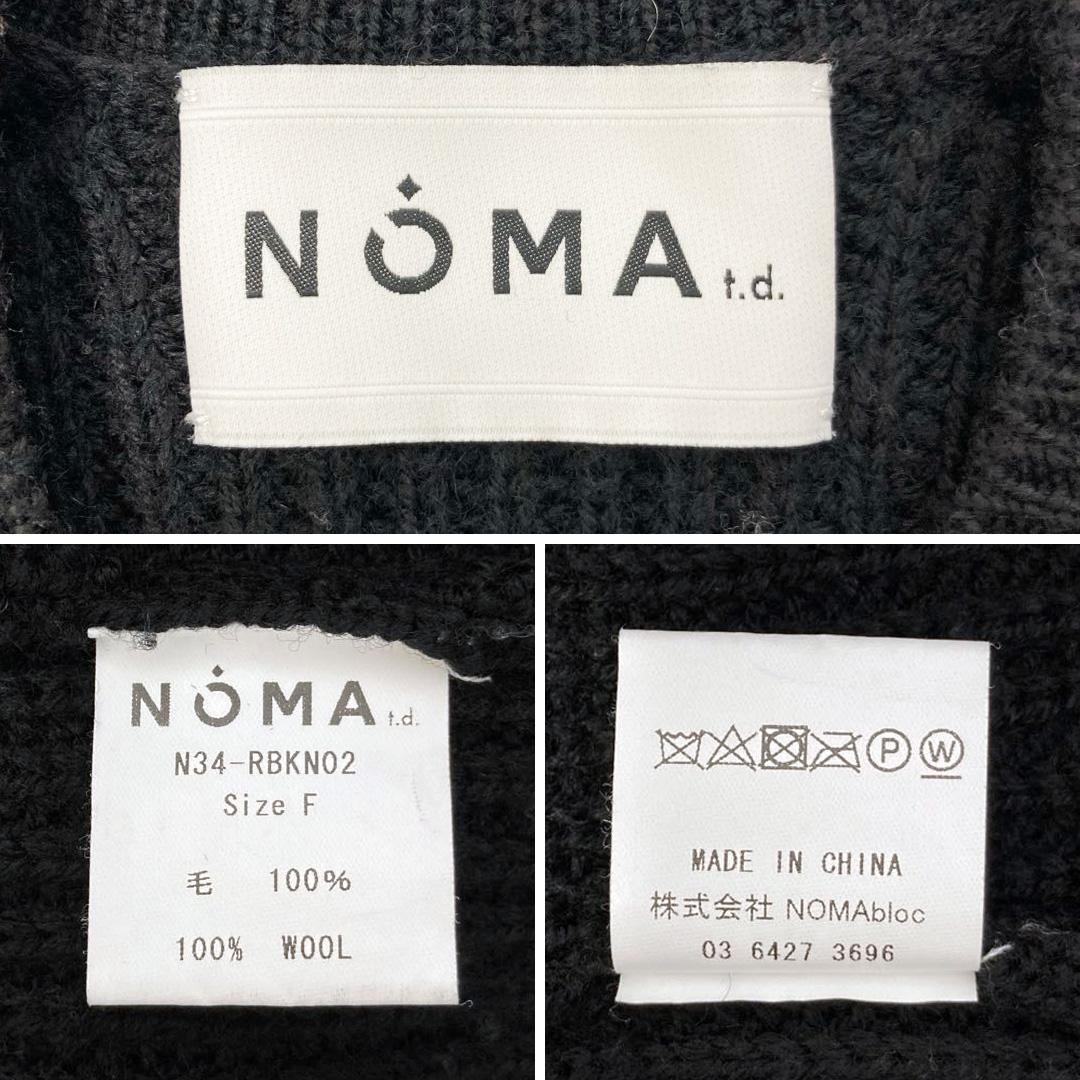 NOMA t.d.
NOMA t.d.
N34-RBKN02
Size F
毛 100%
100% WOOL
P W
MADE IN CHINA
株式会社 NOMAbloc
03 6427 3696